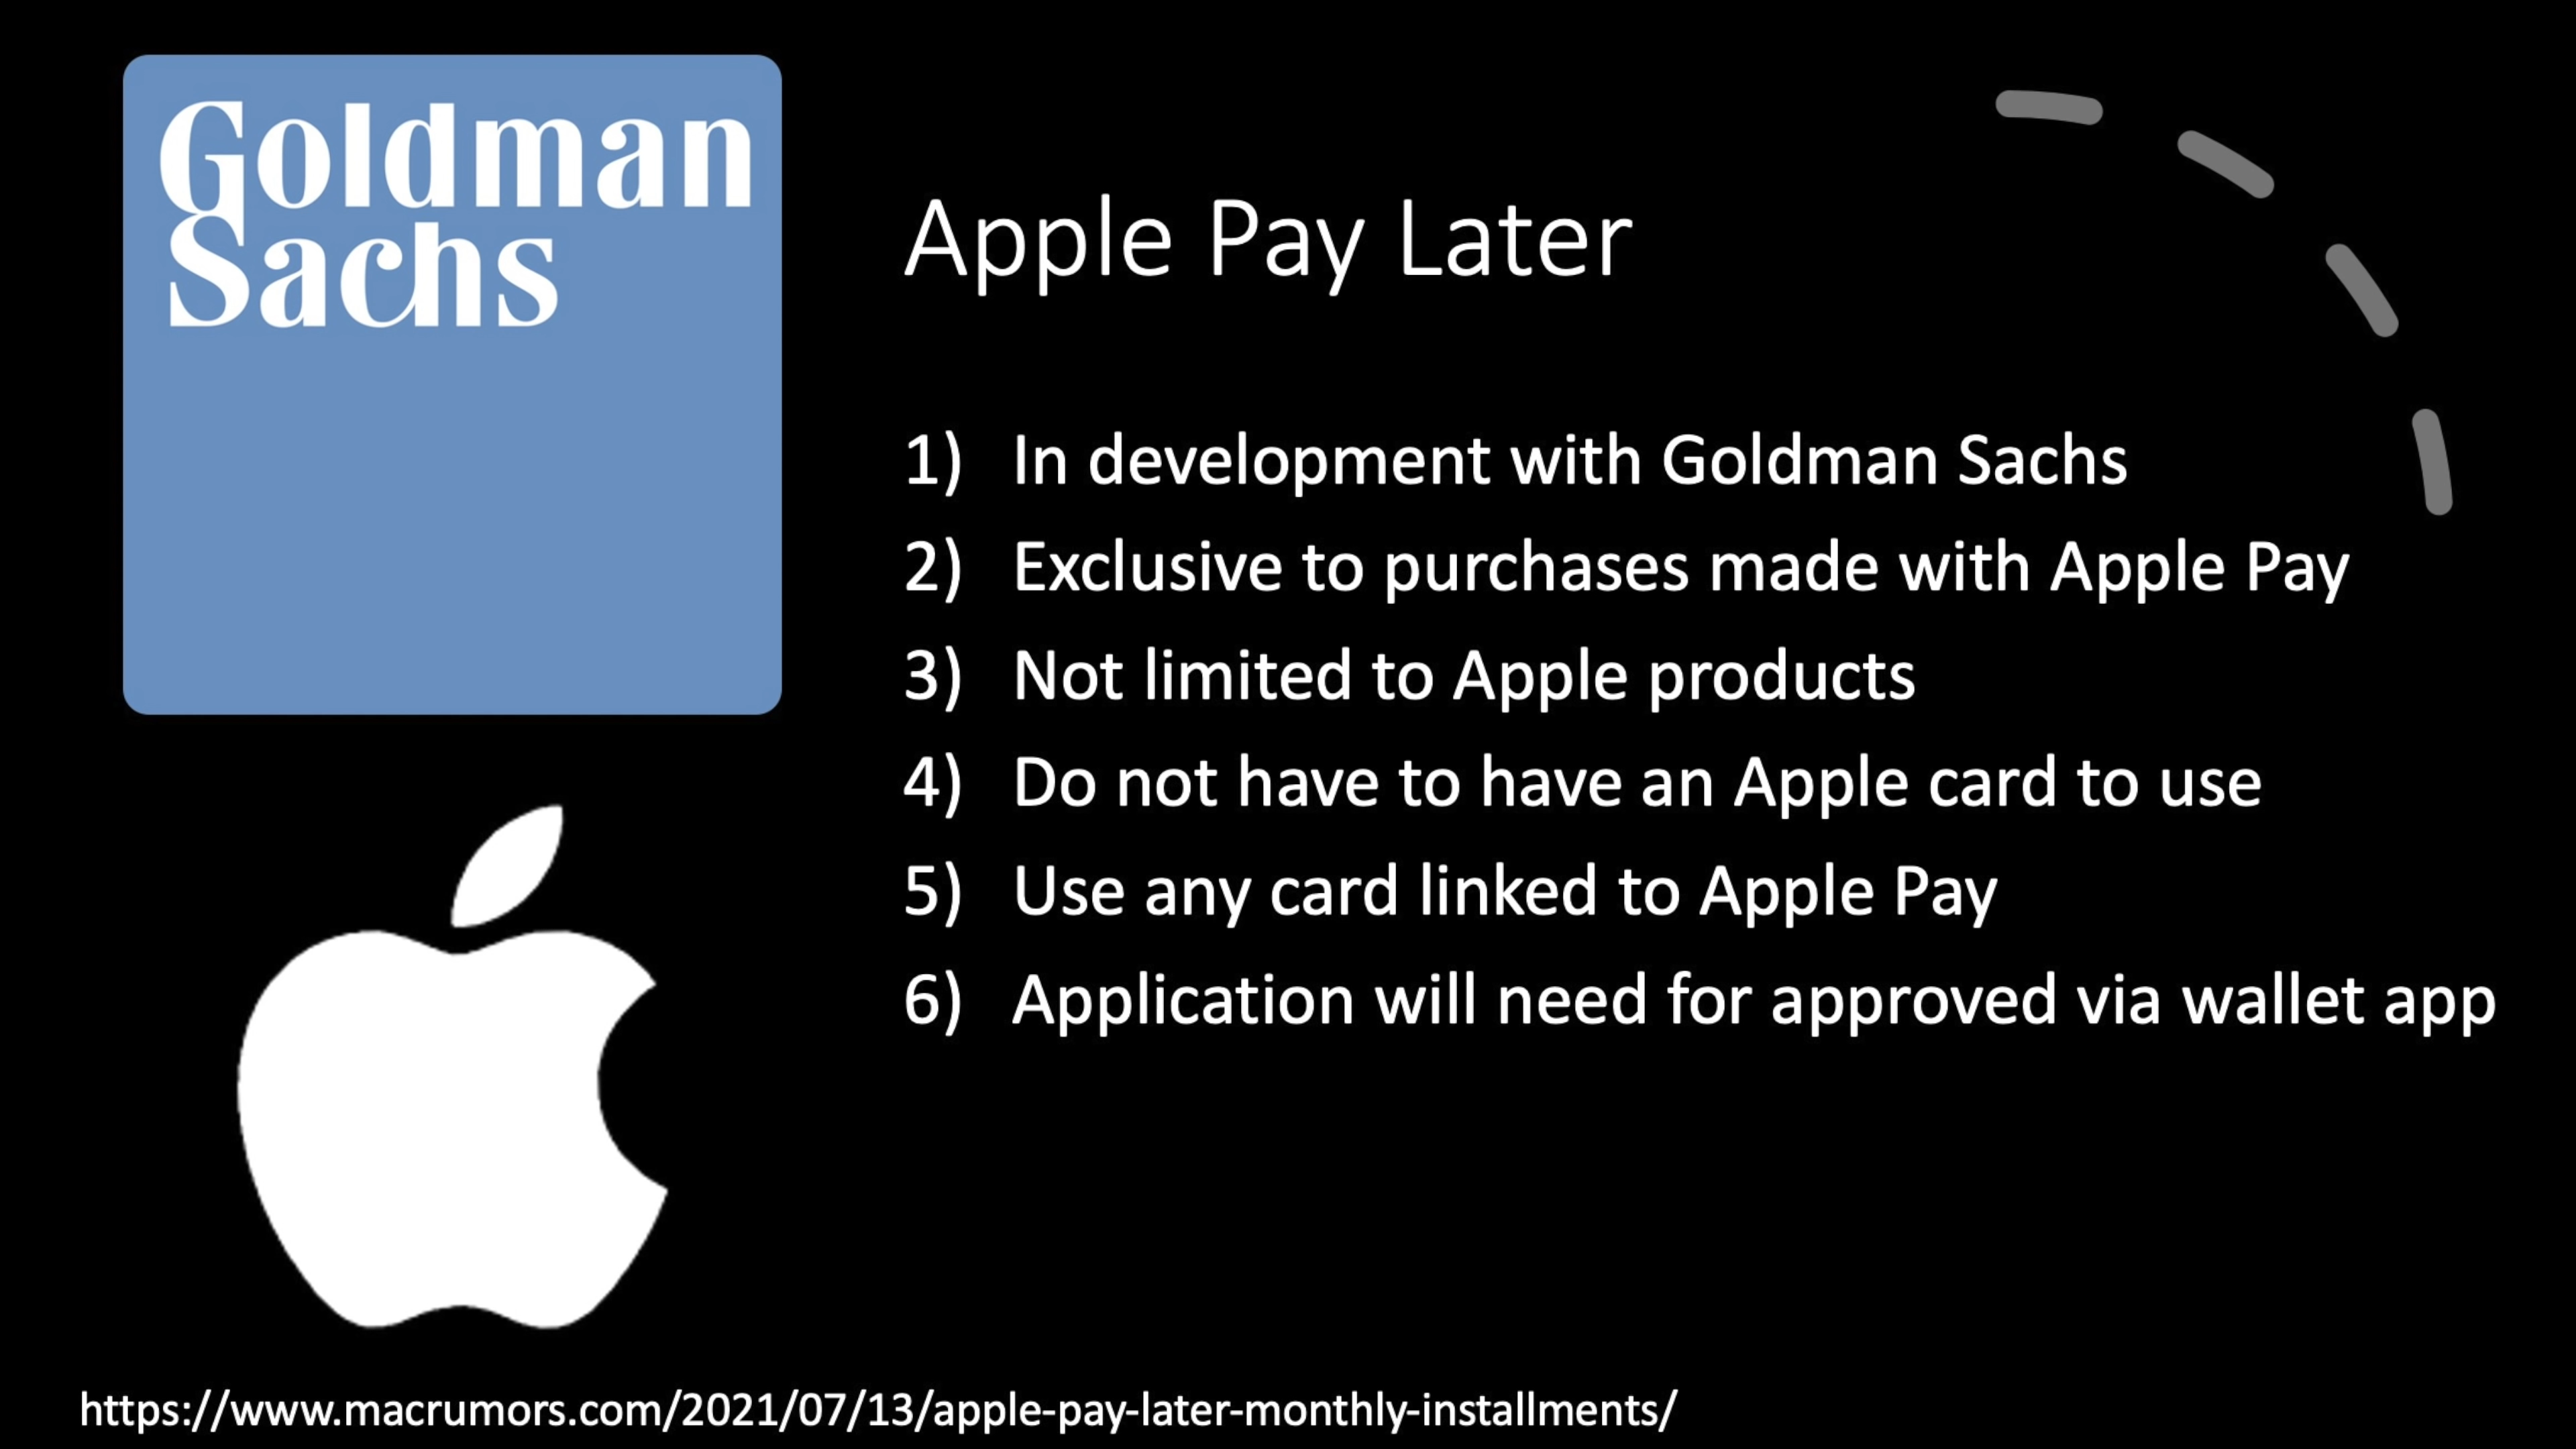 Goldman
Sachs
Apple Pay Later
1) In development with Goldman Sachs
2) Exclusive to purchases made with Apple Pay
3) Not limited to Apple products
4) Do not have to have an Apple card to use
5) Use any card linked to Apple Pay
6) Application will need for approved via wallet app
https://www.macrumors.com/2021/07/13/apple-pay-later-monthly-installments/